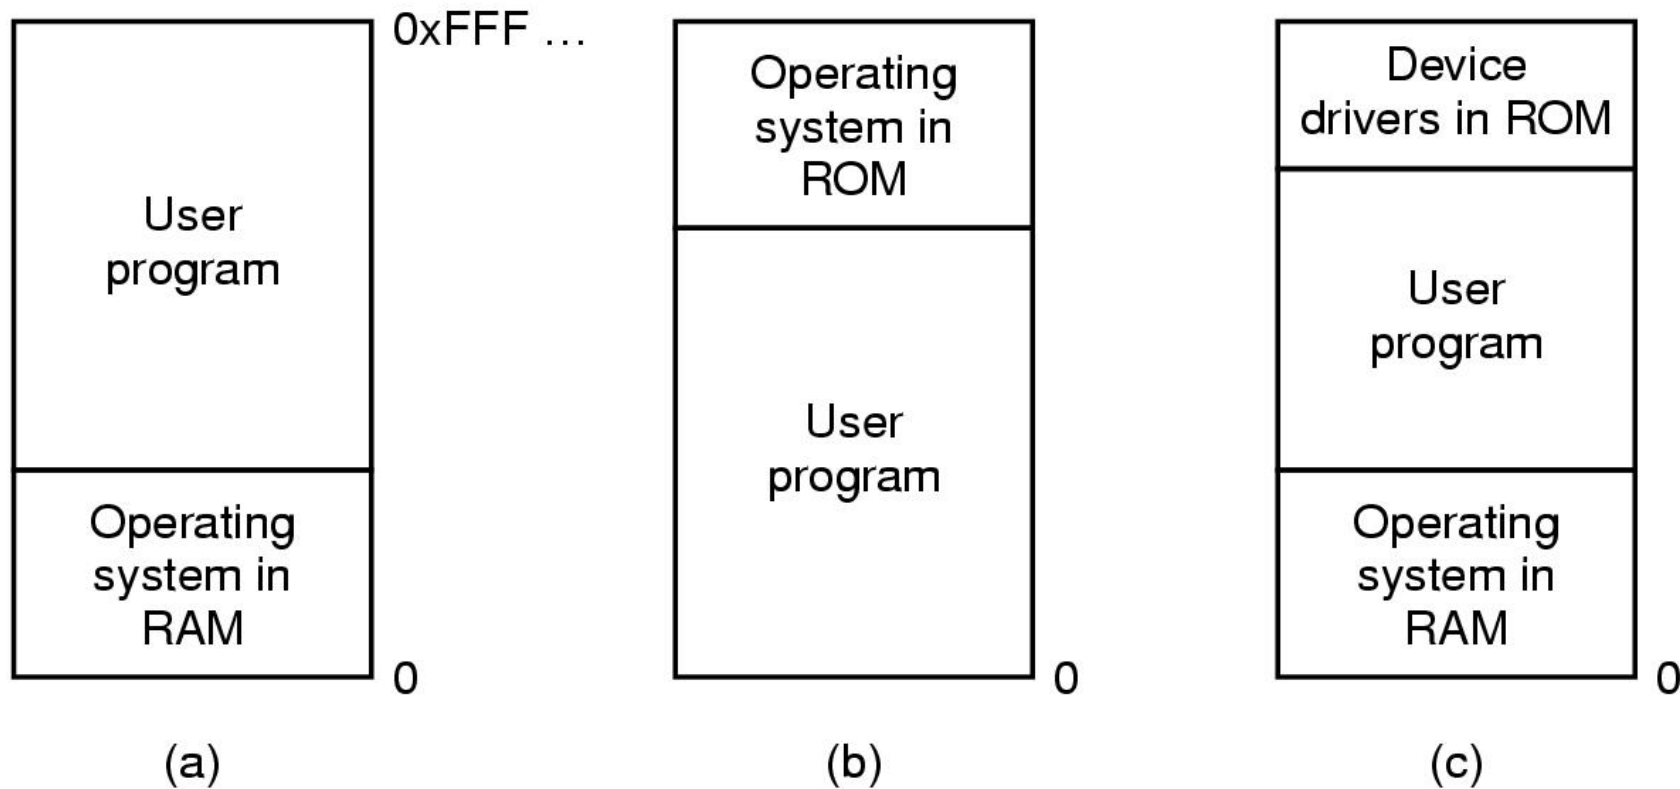 0xFFF ...
User
program
Operating
system in
RAM
0
(a)
Operating
system in
ROM
User
program
0
(b)
Device
drivers in ROM
User
program
Operating
system in
RAM
0
(c)